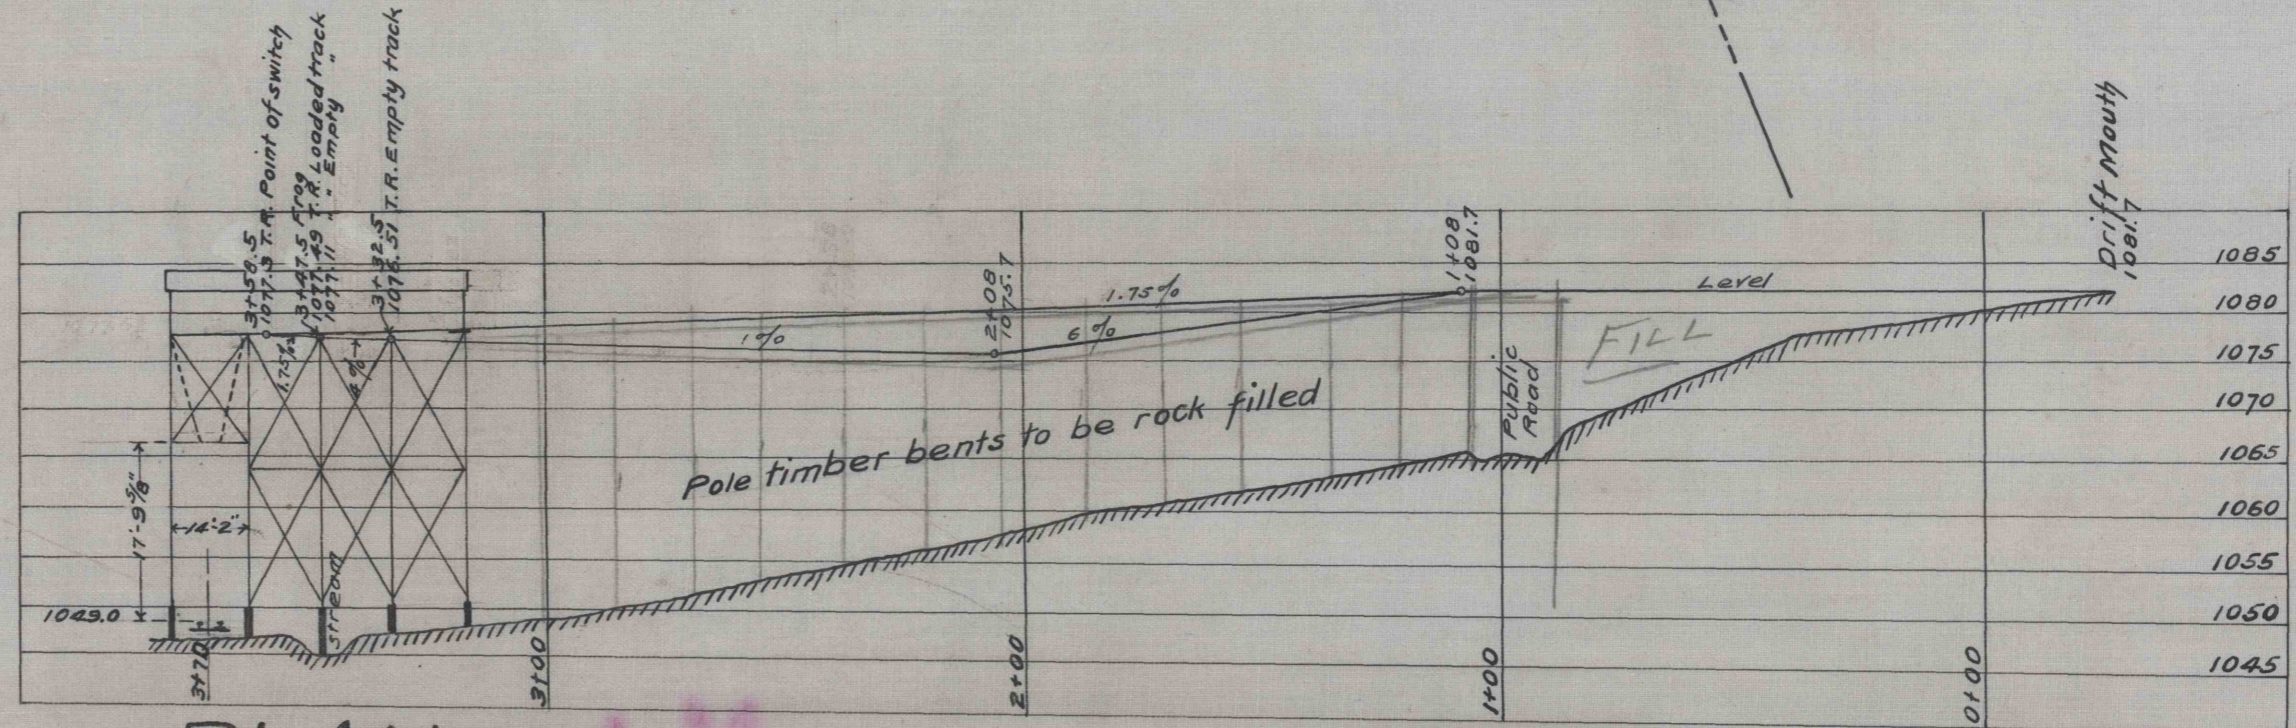 3+58.5
1077.3 T.R. Point of switch
3+47.5 Frog
1077.49 T.R. Loaded track
1077.11 " " Empty "
3+32.5
1076.51 T.R. Empty track
2+08
1075.7
1+08
1081.7
Drift Mouth
1081.7
1.75%
4%
1%
1.75%
6%
Level
FILL
Public
Road
Pole timber bents to be rock filled
17'-9 5/8"
14'-2"
stream
1049.0
1085
1080
1075
1070
1065
1060
1055
1050
1045
3+70
3+00
2+00
1+00
0+00